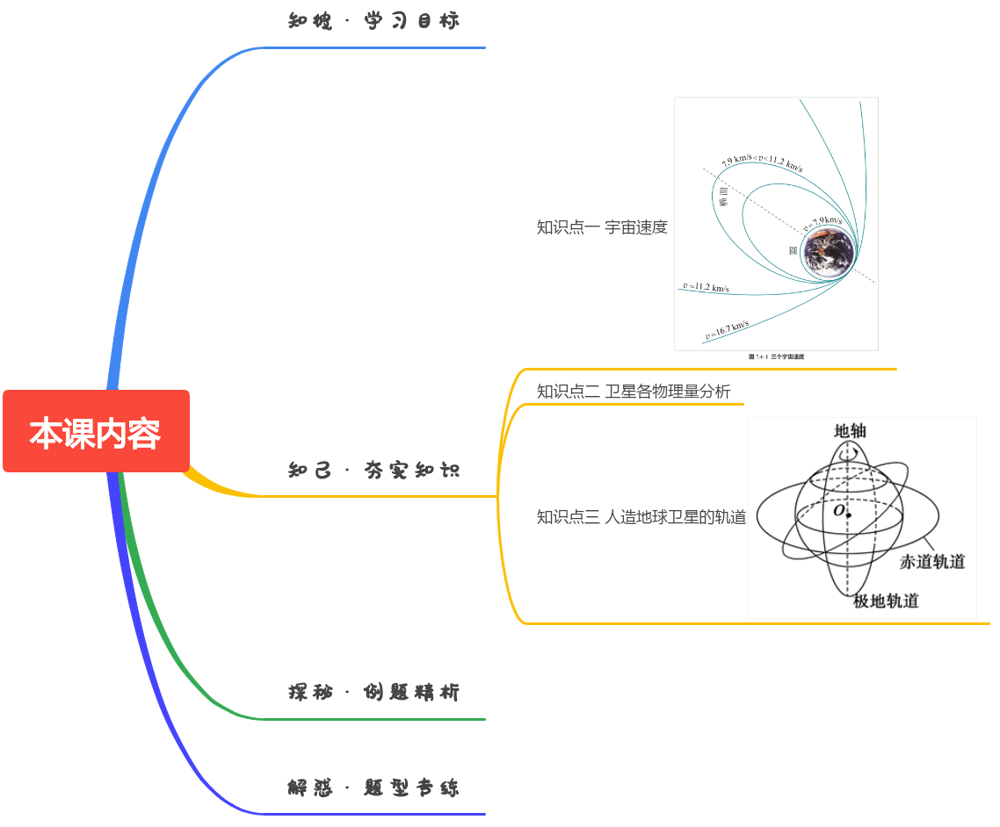 知彼 · 学习目标
7.9 km/s<v<11.2 km/s
椭圆
v=7.9km/s
知识点一 宇宙速度
圆
v=11.2 km/s
v=16.7 km/s
图 7.4-1 三个宇宙速度
知识点二 卫星各物理量分析
本课内容
地轴
知己 · 夯实知识
O
知识点三 人造地球卫星的轨道
赤道轨道
极地轨道
探秘 · 例题精析
解惑 · 题型专练